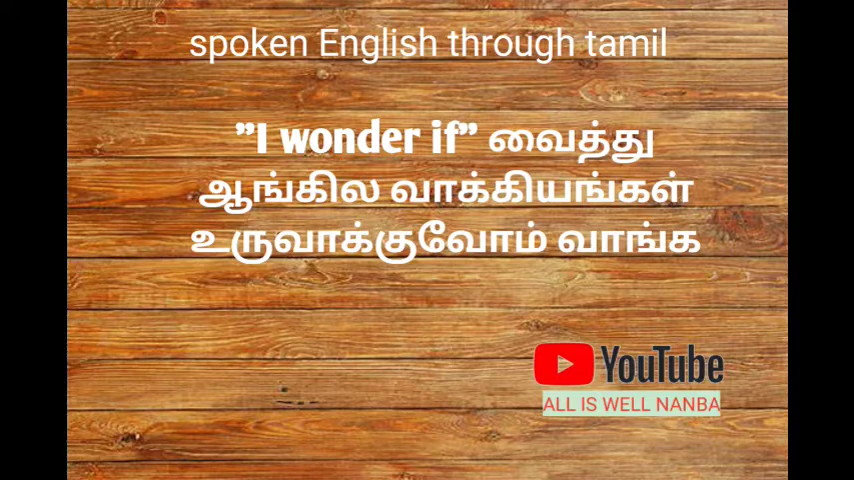 spoken English through tamil
"I wonder if" வைத்து
ஆங்கில வாக்கியங்கள்
உருவாக்குவோம் வாங்க
YouTube
ALL IS WELL NANBA